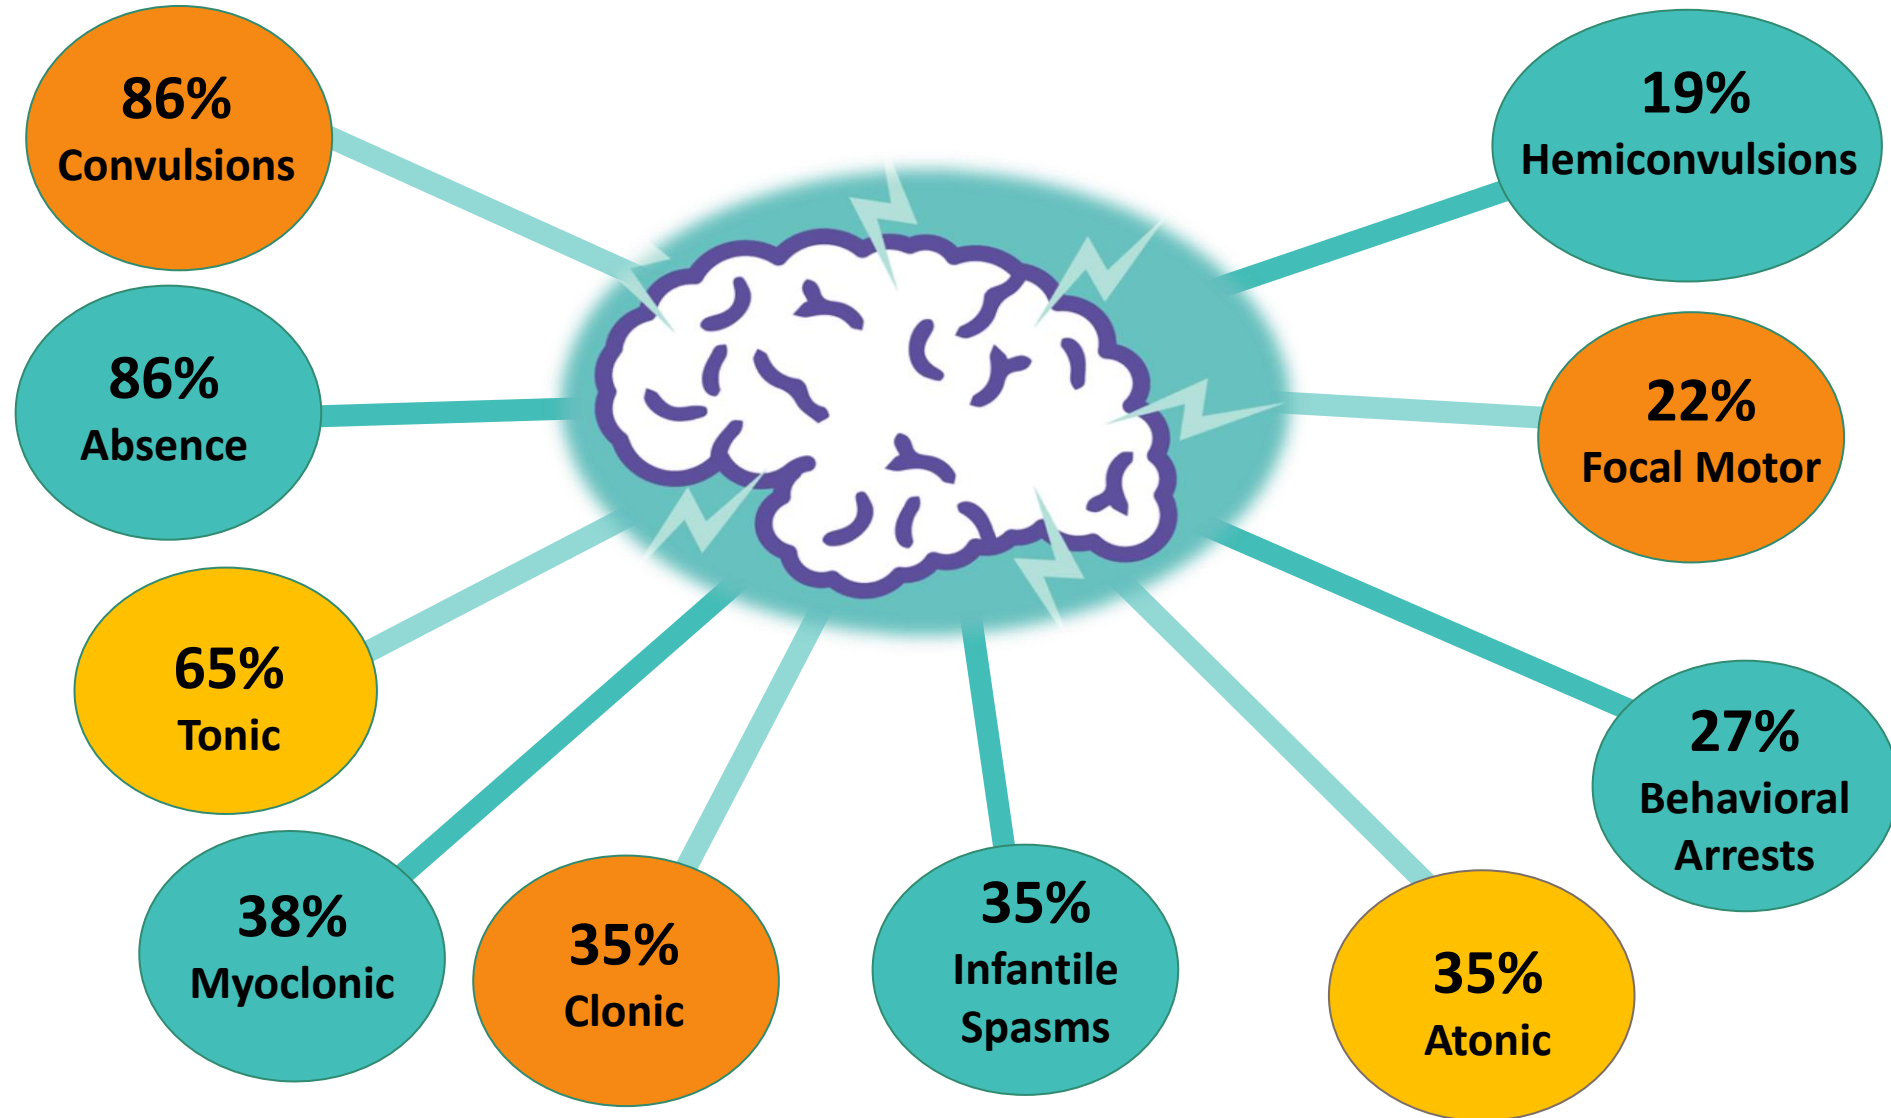 86%
Convulsions
86%
Absence
65%
Tonic
38%
Myoclonic
35%
Clonic
35%
Infantile
Spasms
35%
Atonic
27%
Behavioral
Arrests
22%
Focal Motor
19%
Hemiconvulsions